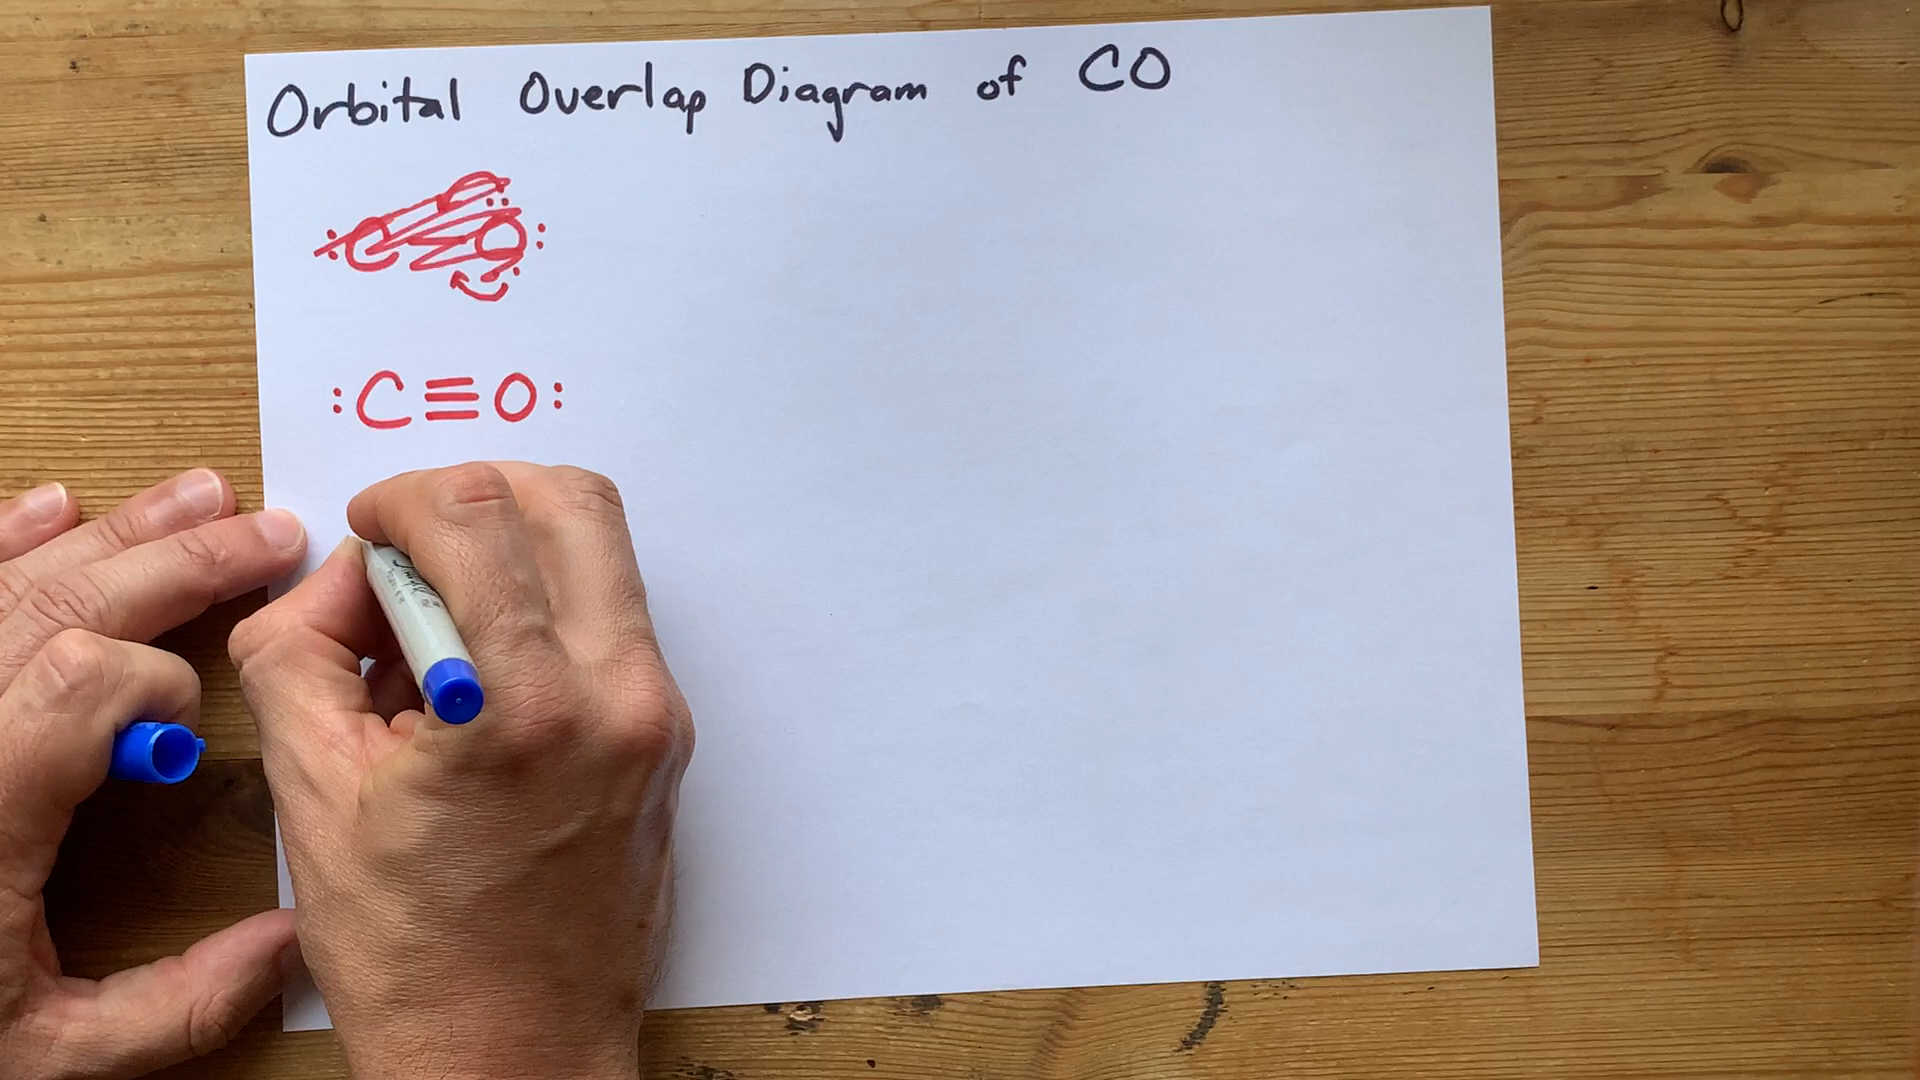 Orbital Overlap Diagram of CO
:C≡O: